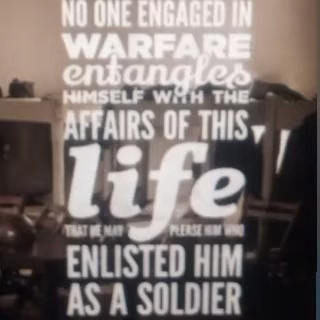 NO ONE ENGAGED IN
WARFARE
entangles
HIMSELF WITH THE
AFFAIRS OF THIS
life
THAT HE MAY PLEASE HIM WHO
ENLISTED HIM
AS A SOLDIER